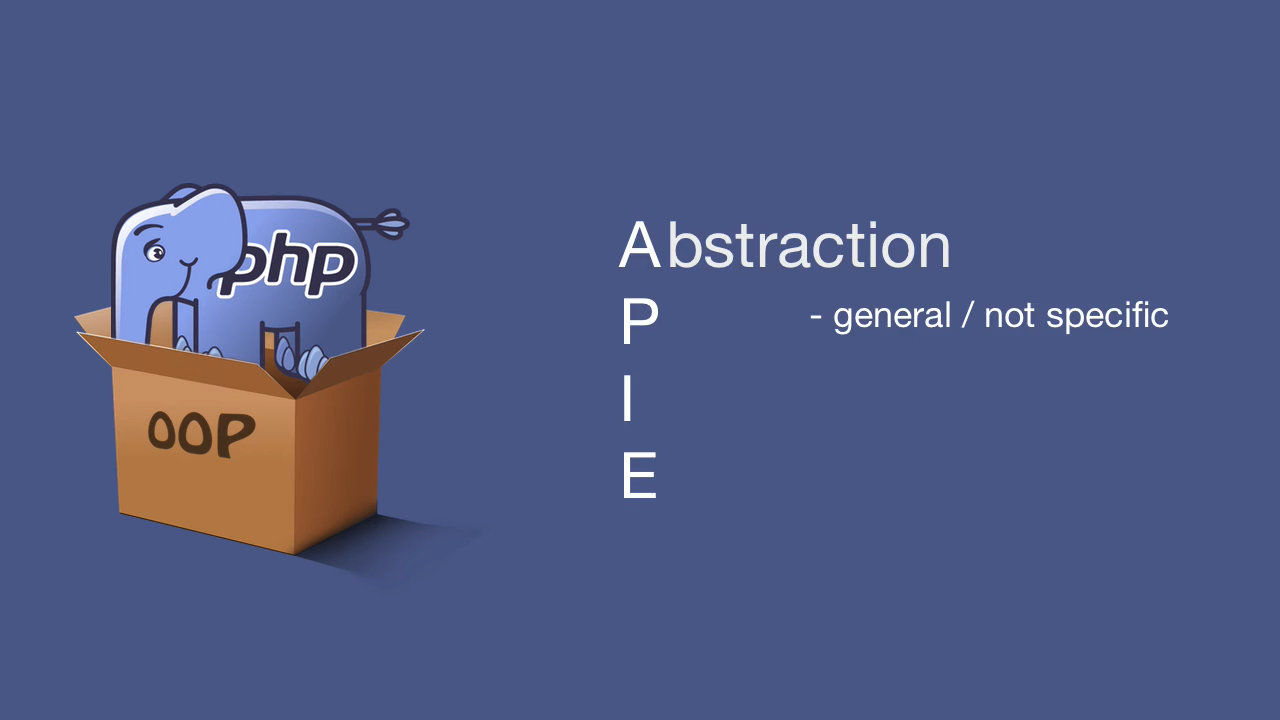 php
OOP
Abstraction
P
- general / not specific
I
E